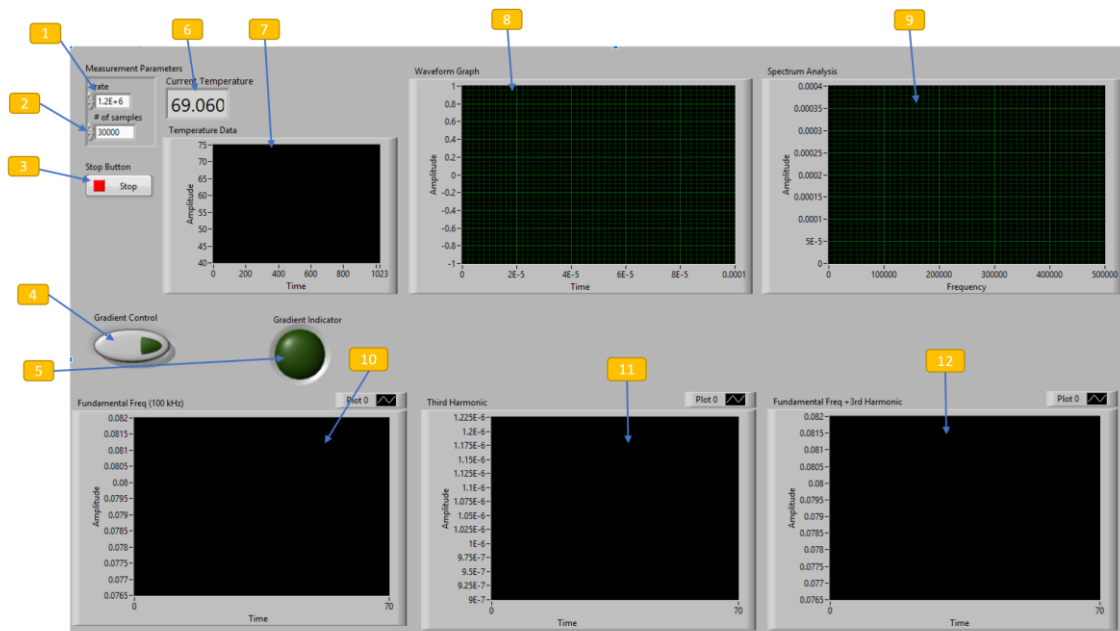 1
6
7
8
9
Measurement Parameters
rate
1.2E+6
2
# of samples
30000
Current Temperature
69.060
3
Stop Button
Stop
Temperature Data
75
70
65
60
55
50
45
40
Amplitude
0
200
400
600
800
1023
Time
Waveform Graph
1
0.8
0.6
0.4
0.2
0
-0.2
-0.4
-0.6
-0.8
-1
Amplitude
0
2E-5
4E-5
6E-5
8E-5
0.0001
Time
Spectrum Analysis
0.0004
0.00035
0.0003
0.00025
0.0002
0.00015
0.0001
5E-5
0
Amplitude
0
100000
200000
300000
400000
500000
Frequency
4
Gradient Control
Gradient Indicator
5
10
11
12
Fundamental Freq (100 kHz)
Plot 0
0.082
0.0815
0.081
0.0805
0.08
0.0795
0.079
0.0785
0.078
0.0775
0.077
0.0765
Amplitude
0
70
Time
Third Harmonic
Plot 0
1.225E-6
1.2E-6
1.175E-6
1.15E-6
1.125E-6
1.1E-6
1.075E-6
1.05E-6
1.025E-6
1E-6
9.75E-7
9.5E-7
9.25E-7
9E-7
Amplitude
0
70
Time
Fundamental Freq +3rd Harmonic
Plot 0
0.082
0.0815
0.081
0.0805
0.08
0.0795
0.079
0.0785
0.078
0.0775
0.077
0.0765
Amplitude
0
70
Time